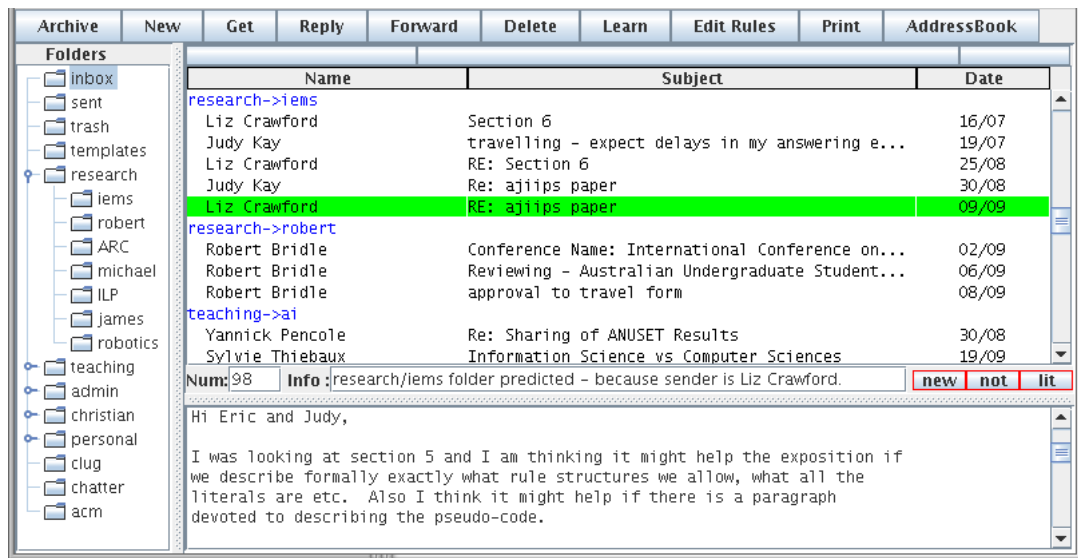 Archive New Get Reply Forward Delete Learn Edit Rules Print AddressBook
Folders
inbox
sent
trash
templates
research
iems
robert
ARC
michael
ILP
james
robotics
teaching
admin
christian
personal
clug
chatter
acm
Name Subject Date
research->iems
Liz Crawford Section 6 16/07
Judy Kay travelling - expect delays in my answering e... 19/07
Liz Crawford RE: Section 6 25/08
Judy Kay Re: ajiips paper 30/08
Liz Crawford RE: ajiips paper 09/09
research->robert
Robert Bridle Conference Name: International Conference on... 02/09
Robert Bridle Reviewing - Australian Undergraduate Student... 06/09
Robert Bridle approval to travel form 08/09
teaching->ai
Yannick Pencole Re: Sharing of ANUSET Results 30/08
Sylvie Thiebaux Information Science vs Computer Sciences 19/09
Num: 98 Info : research/iems folder predicted - because sender is Liz Crawford. new not lit
Hi Eric and Judy,
I was looking at section 5 and I am thinking it might help the exposition if
we describe formally exactly what rule structures we allow, what all the
literals are etc.  Also I think it might help if there is a paragraph
devoted to describing the pseudo-code.